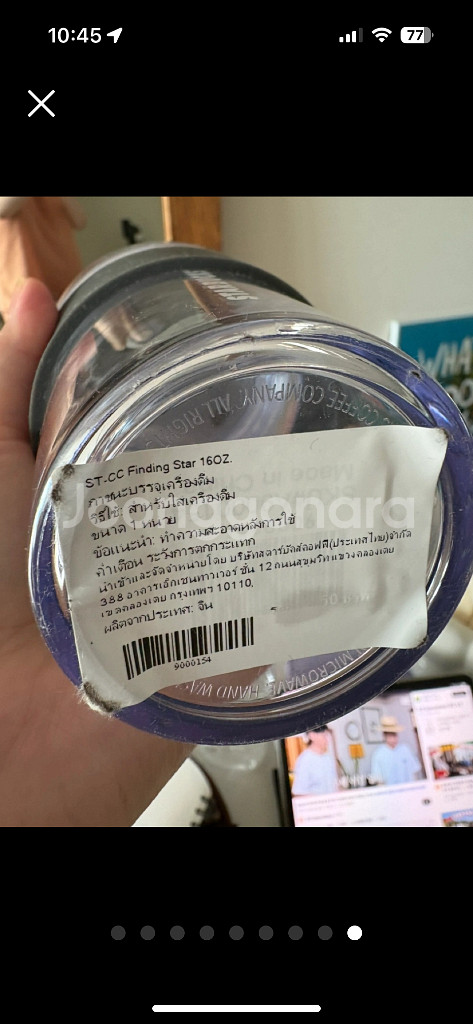 10:45
77
STARBUCKS
COFFEE COMPANY. ALL RIG
WHA
ST-CC Finding Star 16OZ.
ภาชนะบรรจุเครื่องดื่ม
วิธีใช้: สำหรับใส่เครื่องดื่ม
ขนาด 1 หน่วย
ข้อแนะนำ: ทำความสะอาดหลังการใช้
คำเตือน ระวังการตกกระแทก
นำเข้าและจัดจำหน่ายโดย บริษัทสตาร์บัคส์คอฟฟี่(ประเทศไทย)จำกัด
388 อาคารเอ็กเชนทาวเวอร์ ชั้น 12 ถนนสุขุมวิท แขวงคลองเตย
เขตคลองเตย กรุงเทพฯ 10110.
ผลิตจากประเทศ: จีน
9000154
Joonggonara
MICROWAVE. HAND WA